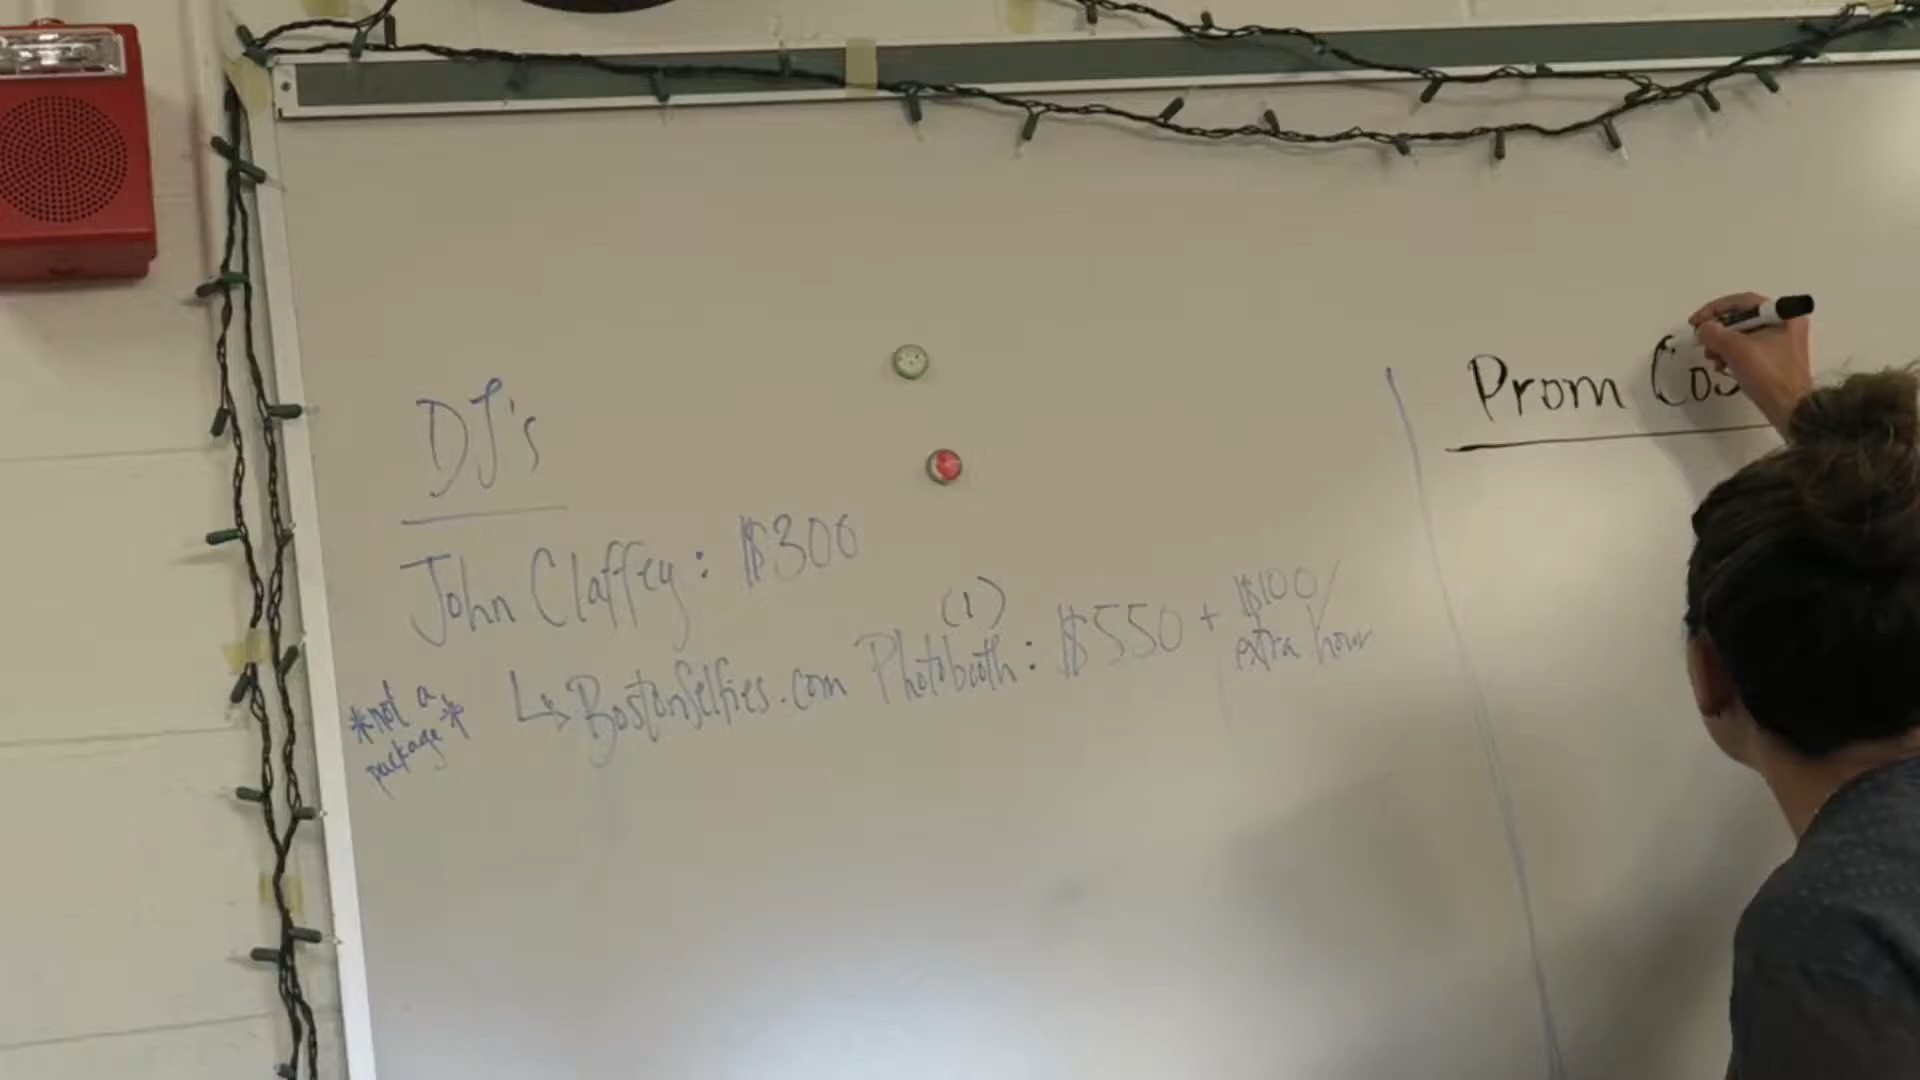 DJ's
John Claffey: $300
(1)
↳ Bostonselfies.com Photobooth: $550 + $100/
extra hour
*not a
package*
Prom Cos